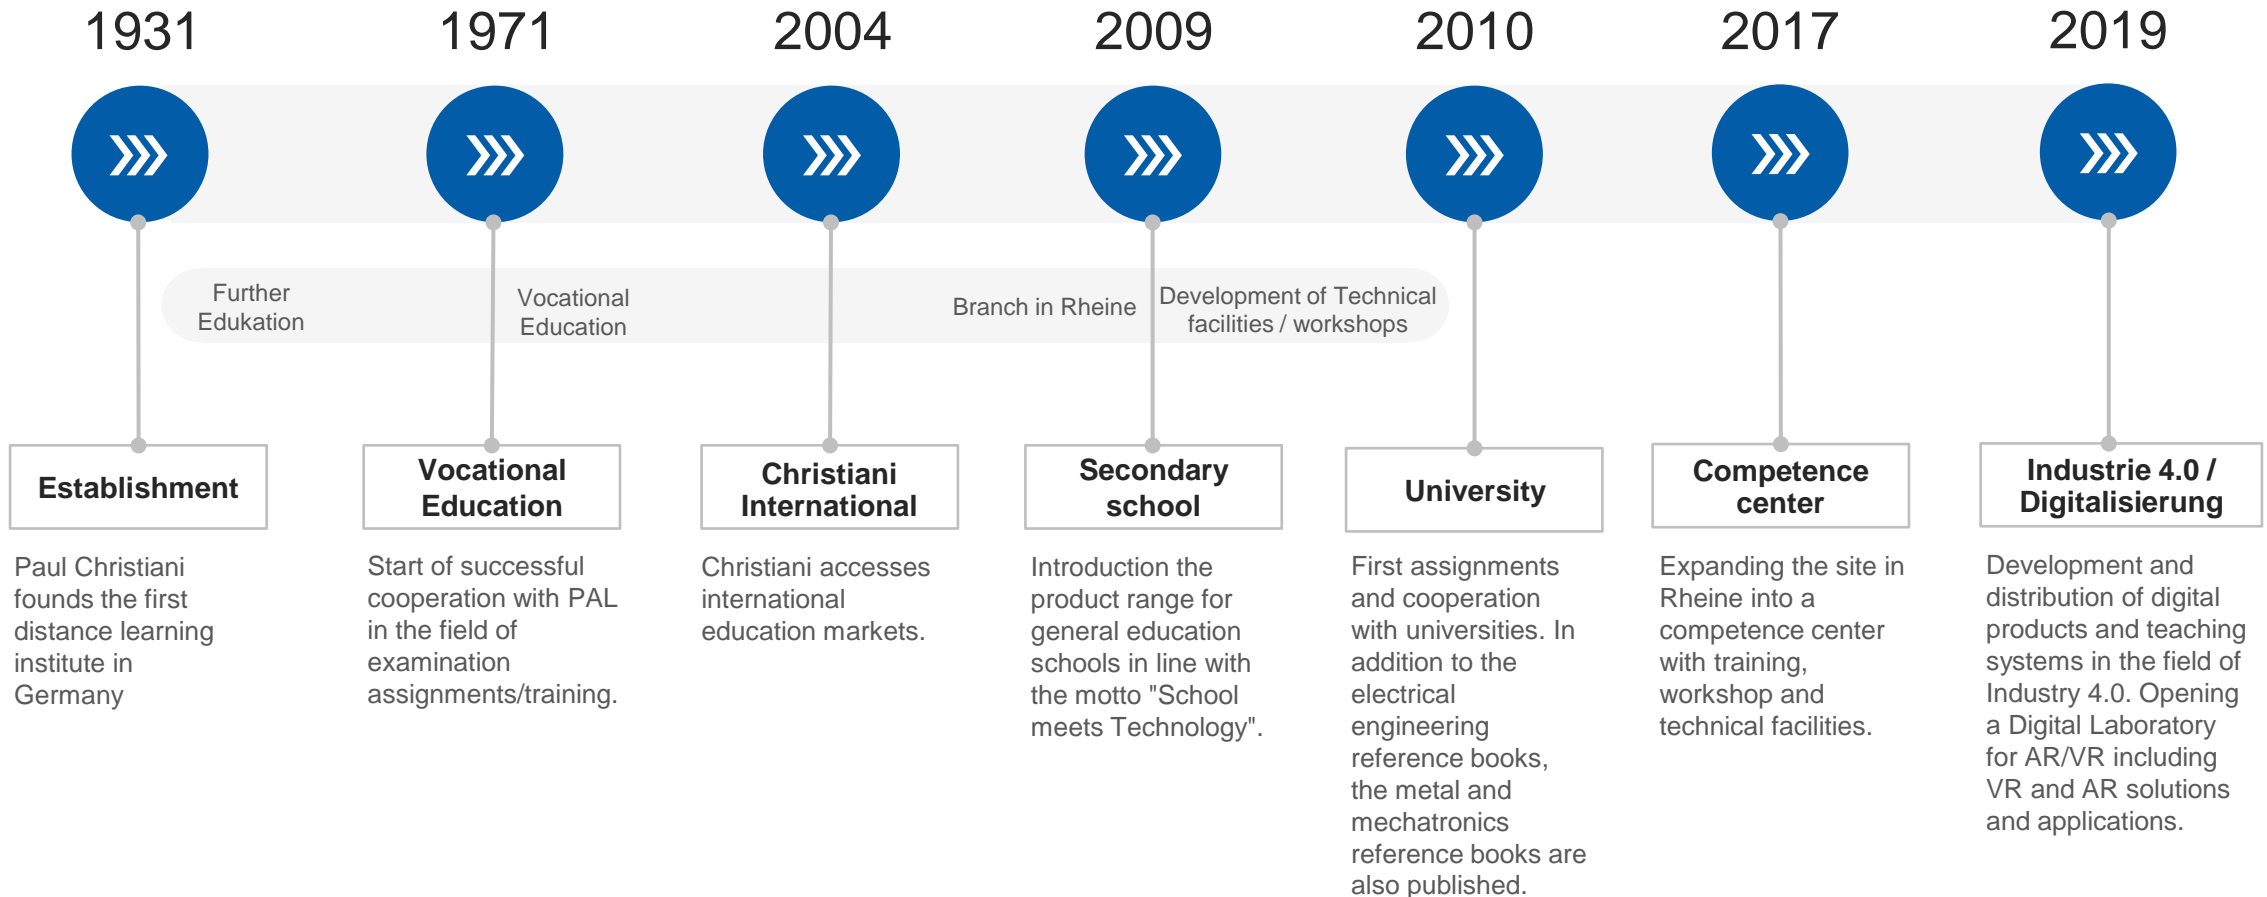 1931
1971
2004
2009
2010
2017
2019
Further
Edukation
Vocational
Education
Branch in Rheine
Development of Technical
facilities / workshops
Establishment
Paul Christiani
founds the first
distance learning
institute in
Germany
Vocational
Education
Start of successful
cooperation with PAL
in the field of
examination
assignments/training.
Christiani
International
Christiani accesses
international
education markets.
Secondary
school
Introduction the
product range for
general education
schools in line with
the motto "School
meets Technology".
University
First assignments
and cooperation
with universities. In
addition to the
electrical
engineering
reference books,
the metal and
mechatronics
reference books are
also published.
Competence
center
Expanding the site in
Rheine into a
competence center
with training,
workshop and
technical facilities.
Industrie 4.0 /
Digitalisierung
Development and
distribution of digital
products and teaching
systems in the field of
Industry 4.0. Opening
a Digital Laboratory
for AR/VR including
VR and AR solutions
and applications.